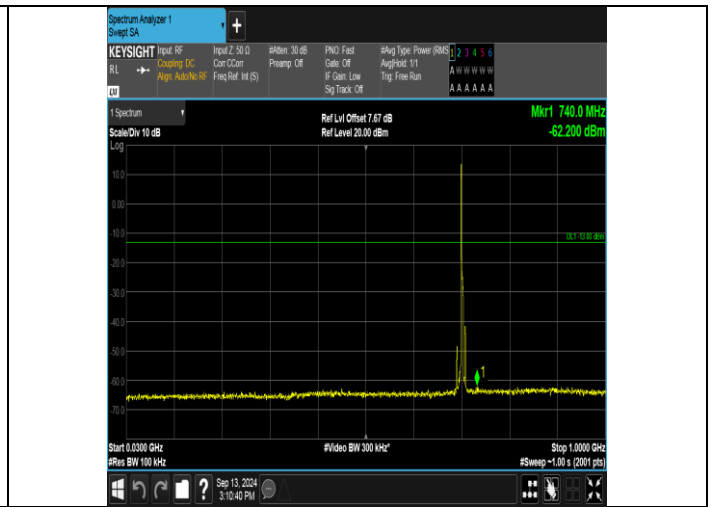 Spectrum Analyzer 1
Swept SA
+
KEYSIGHT Input: RF Input Z: 50 Ω #Atten: 30 dB PNO: Fast #Avg Type: Power (RMS 1 2 3 4 5 6
RL Coupling: DC Corr CCorr Preamp: Off Gate: Off Avg|Hold: 1/1 A W W W W W
Align: Auto/No RF Freq Ref: Int (S) IF Gain: Low Trig: Free Run
Sig Track: Off A A A A A A
1 Spectrum Ref Lvl Offset 7.67 dB Mkr1 740.0 MHz
Scale/Div 10 dB Ref Level 20.00 dBm -62.200 dBm
Log
10.0
0.00
-10.0
DL1 -13.00 dBm
-20.0
-30.0
-40.0
-50.0
1
-60.0
-70.0
Start 0.0300 GHz #Video BW 300 kHz* Stop 1.0000 GHz
#Res BW 100 kHz #Sweep ~1.00 s (2001 pts)
? Sep 13, 2024
3:10:40 PM